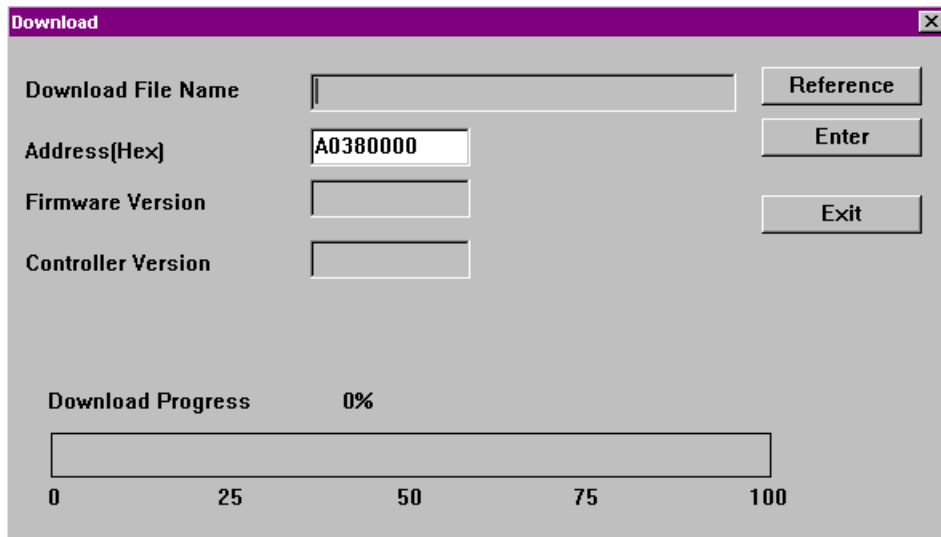 Download
Download File Name
Reference
Enter
Address(Hex)
A0380000
Firmware Version
Exit
Controller Version
Download Progress 0%
0 25 50 75 100